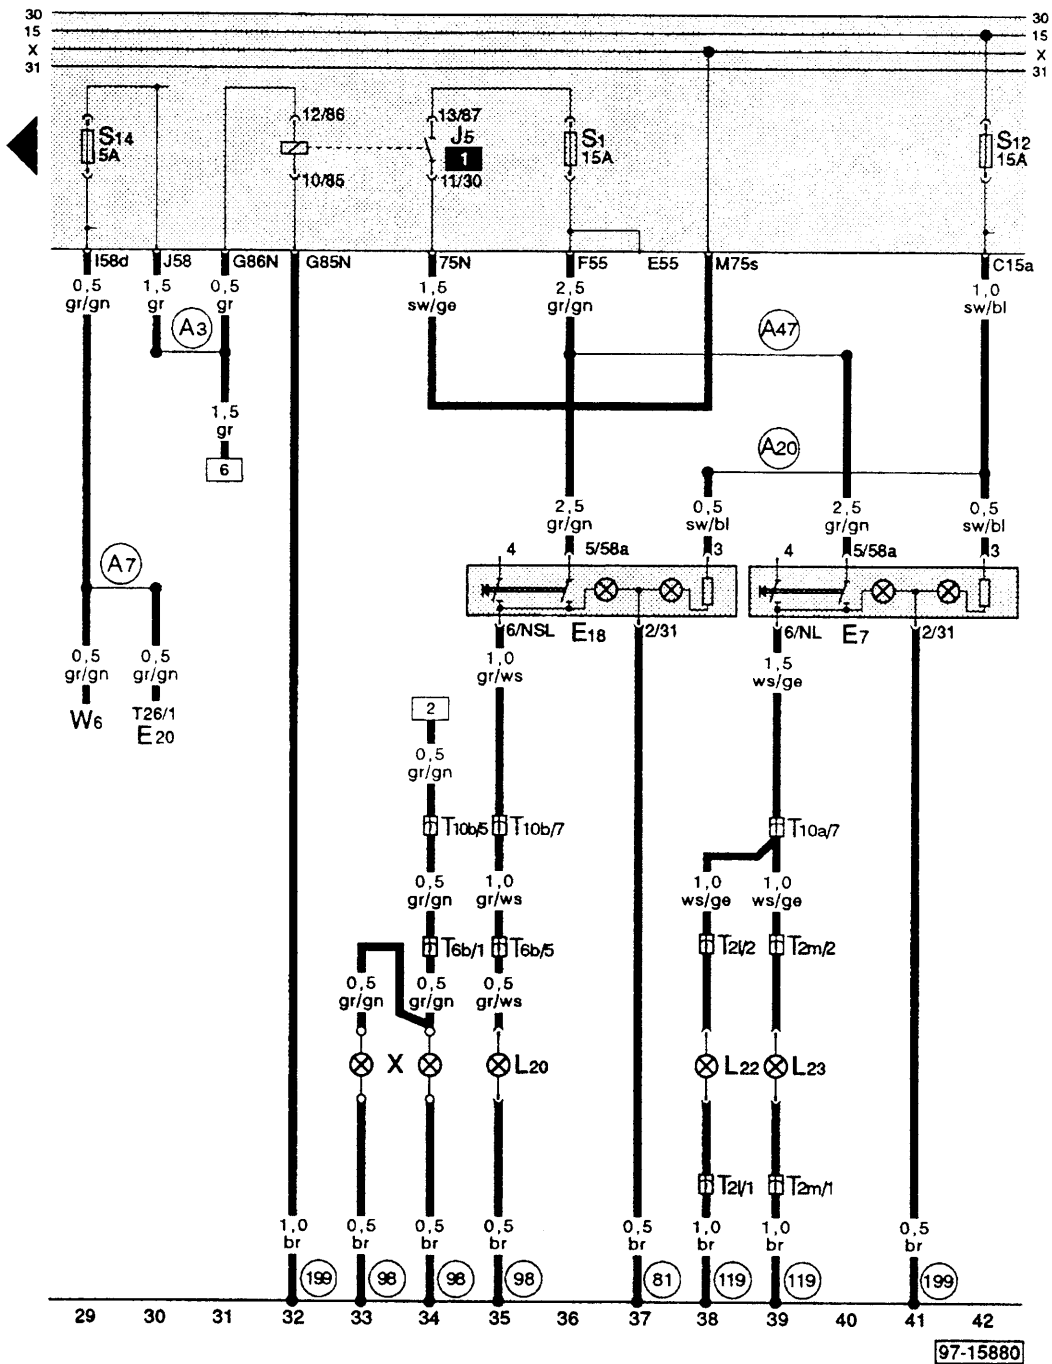 30 30
15 15
X X
31 31
12/86 13/87
S14 J5 S1 S12
5A 1 15A 15A
10/85 11/30
I58d J58 G86N G85N 75N F55 E55 M75s C15a
0,5 1,5 0,5 1,5 2,5 1,0
gr/gn gr gr sw/ge gr/gn sw/bl
A3 A47
1,5
gr
6
A20
2,5 0,5 2,5 0,5
gr/gn sw/bl gr/gn sw/bl
4 5/58a 3 4 5/58a 3
A7
6/NSL E18 2/31 6/NL E7 2/31
0,5 0,5 1,0 1,5
gr/gn gr/gn gr/ws ws/ge
W6 T26/1
E20
2
0,5
gr/gn
T10b/5 T10b/7 T10a/7
0,5 1,0 1,0 1,0
gr/gn gr/ws ws/ge ws/ge
T6b/1 T6b/5 T2l/2 T2m/2
0,5 0,5 0,5
gr/gn gr/gn gr/ws
X L20 L22 L23
T2l/1 T2m/1
1,0 0,5 0,5 0,5 0,5 1,0 1,0 0,5
br br br br br br br br
199 98 98 98 81 119 119 199
29 30 31 32 33 34 35 36 37 38 39 40 41 42
97-15880